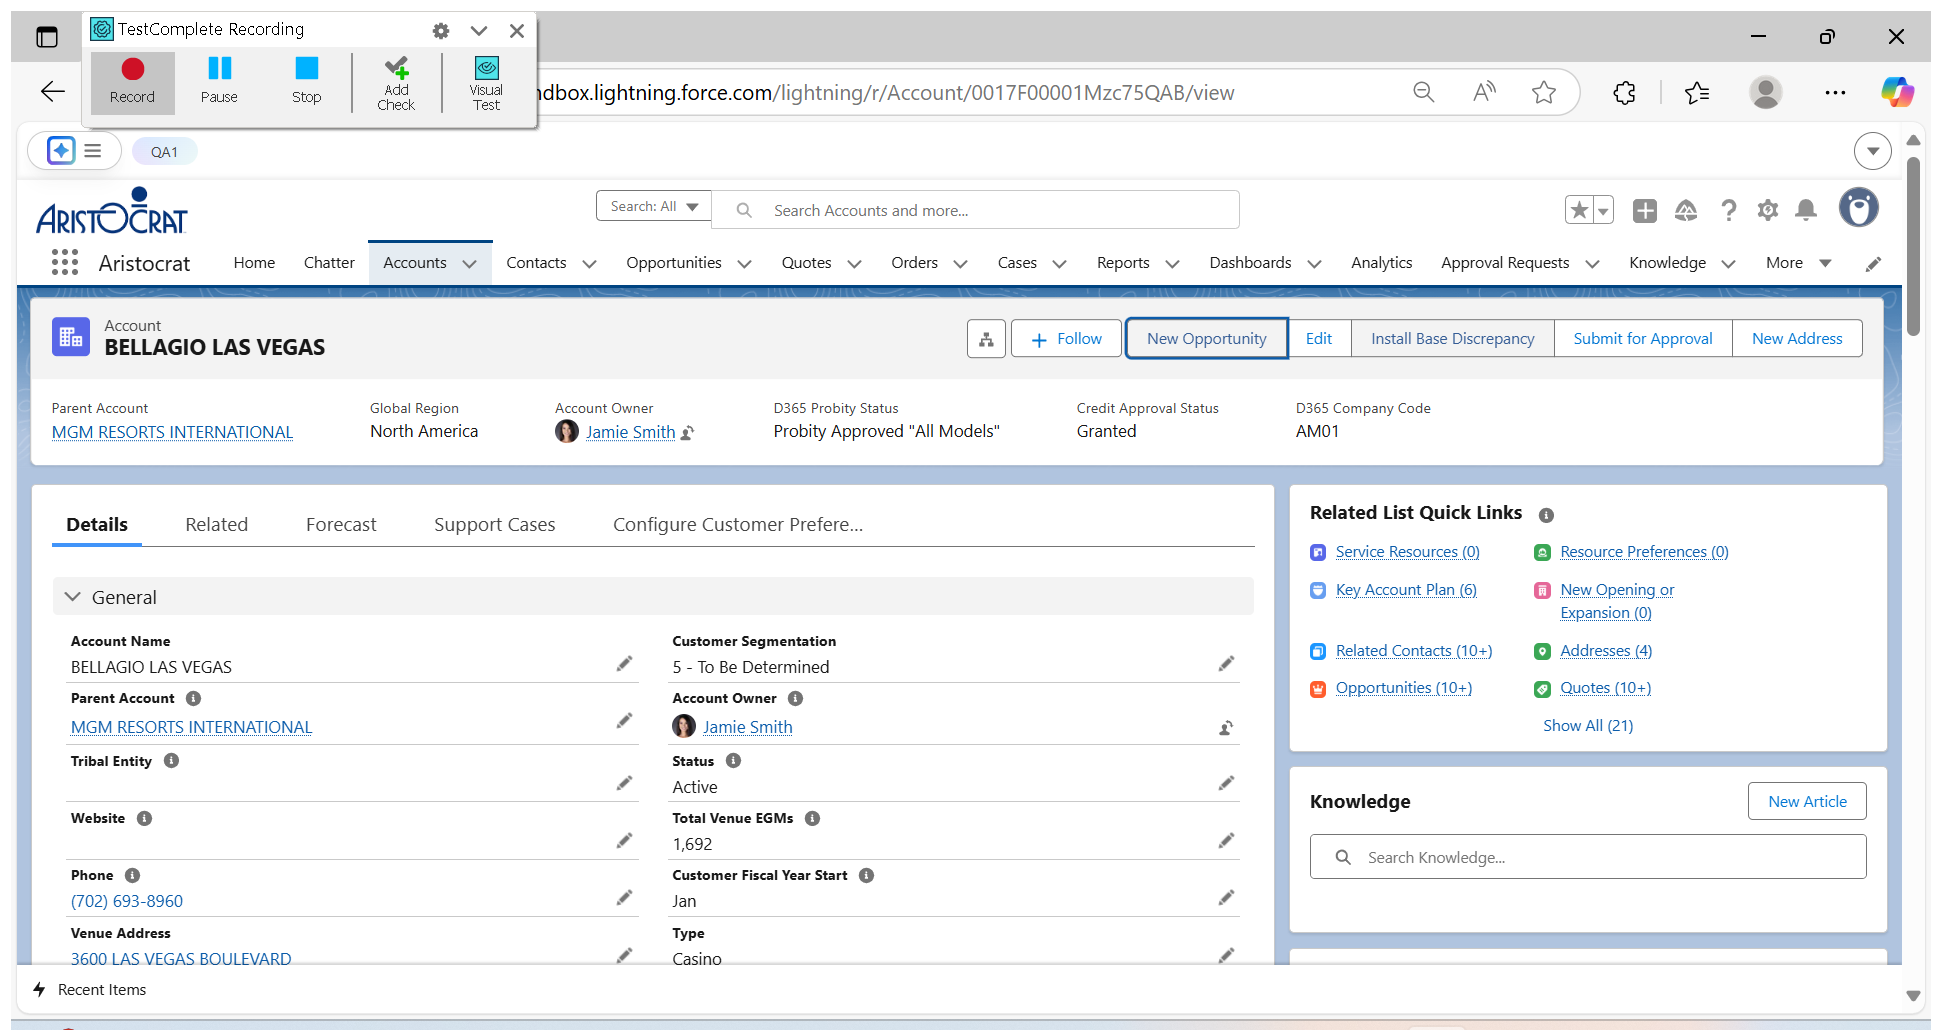 TestComplete Recording
Record
Pause
Stop
Add Check
Visual Test
ndbox.lightning.force.com/lightning/r/Account/0017F00001Mzc75QAB/view
QA1
ARISTOCRAT
Search: All
Search Accounts and more...
Aristocrat
Home
Chatter
Accounts
Contacts
Opportunities
Quotes
Orders
Cases
Reports
Dashboards
Analytics
Approval Requests
Knowledge
More
Account
BELLAGIO LAS VEGAS
Follow
New Opportunity
Edit
Install Base Discrepancy
Submit for Approval
New Address
Parent Account
MGM RESORTS INTERNATIONAL
Global Region
North America
Account Owner
Jamie Smith
D365 Probity Status
Probity Approved "All Models"
Credit Approval Status
Granted
D365 Company Code
AM01
Details
Related
Forecast
Support Cases
Configure Customer Prefere...
General
Account Name
BELLAGIO LAS VEGAS
Customer Segmentation
5 - To Be Determined
Parent Account
MGM RESORTS INTERNATIONAL
Account Owner
Jamie Smith
Tribal Entity
Status
Active
Website
Total Venue EGMs
1,692
Phone
(702) 693-8960
Customer Fiscal Year Start
Jan
Venue Address
3600 LAS VEGAS BOULEVARD
Type
Casino
Related List Quick Links
Service Resources (0)
Resource Preferences (0)
Key Account Plan (6)
New Opening or
Expansion (0)
Related Contacts (10+)
Addresses (4)
Opportunities (10+)
Quotes (10+)
Show All (21)
Knowledge
New Article
Search Knowledge...
Recent Items